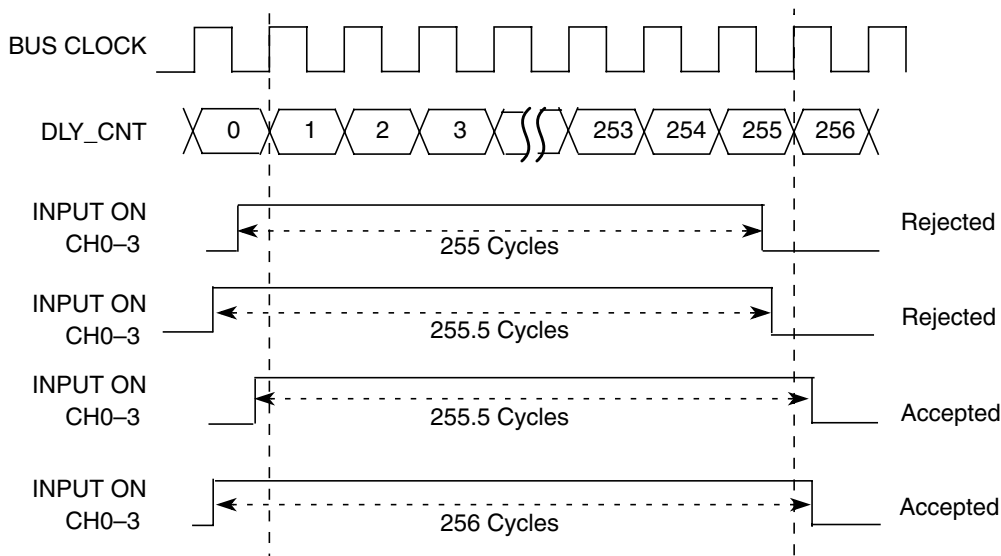 BUS CLOCK
DLY_CNT
0 1 2 3 253 254 255 256
INPUT ON
CH0–3
255 Cycles
Rejected
INPUT ON
CH0–3
255.5 Cycles
Rejected
INPUT ON
CH0–3
255.5 Cycles
Accepted
INPUT ON
CH0–3
256 Cycles
Accepted